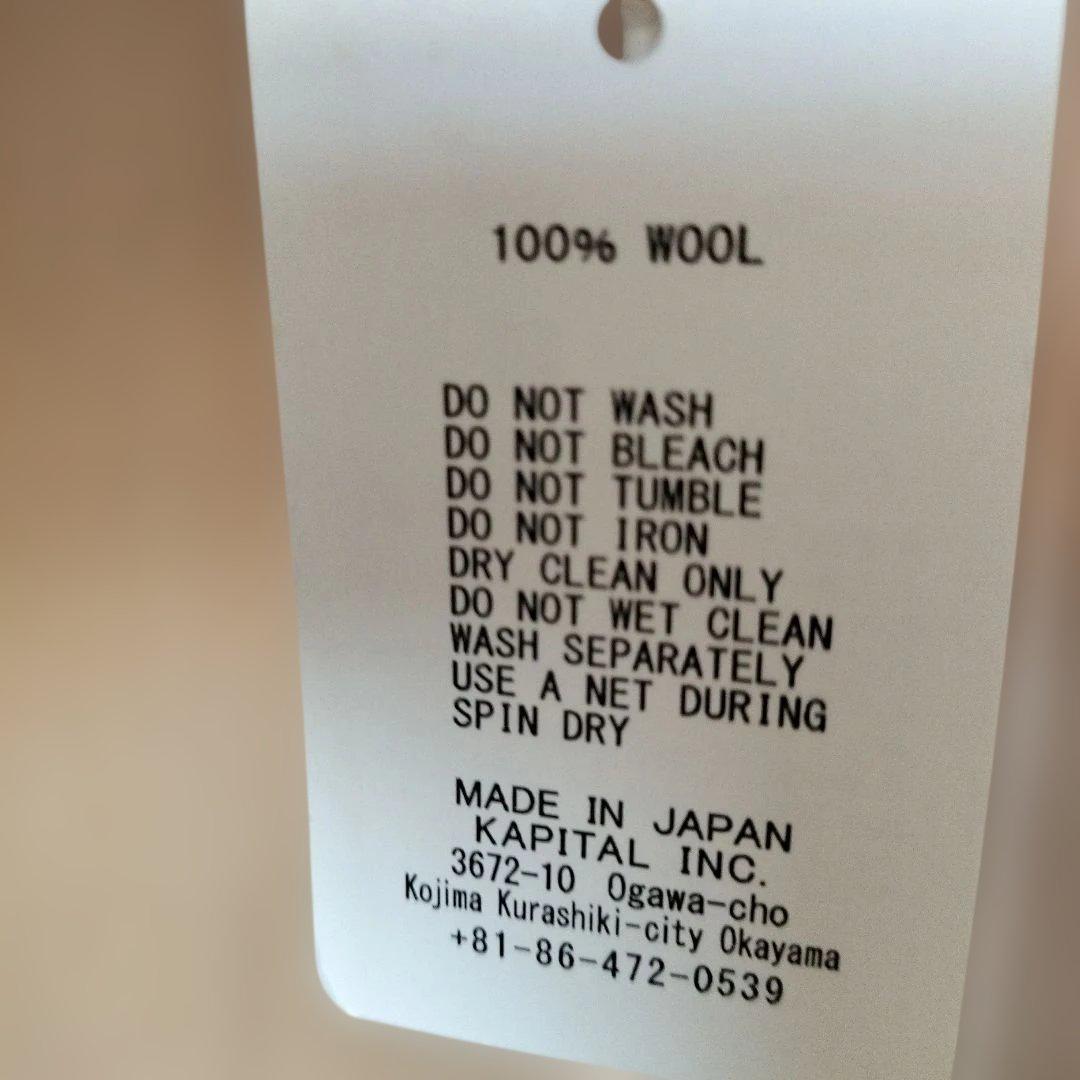 100% WOOL
DO NOT WASH
DO NOT BLEACH
DO NOT TUMBLE
DO NOT IRON
DRY CLEAN ONLY
DO NOT WET CLEAN
WASH SEPARATELY
USE A NET DURING
SPIN DRY
MADE IN JAPAN
KAPITAL INC.
3672-10 Ogawa-cho
Kojima Kurashiki-city Okayama
+81-86-472-0539